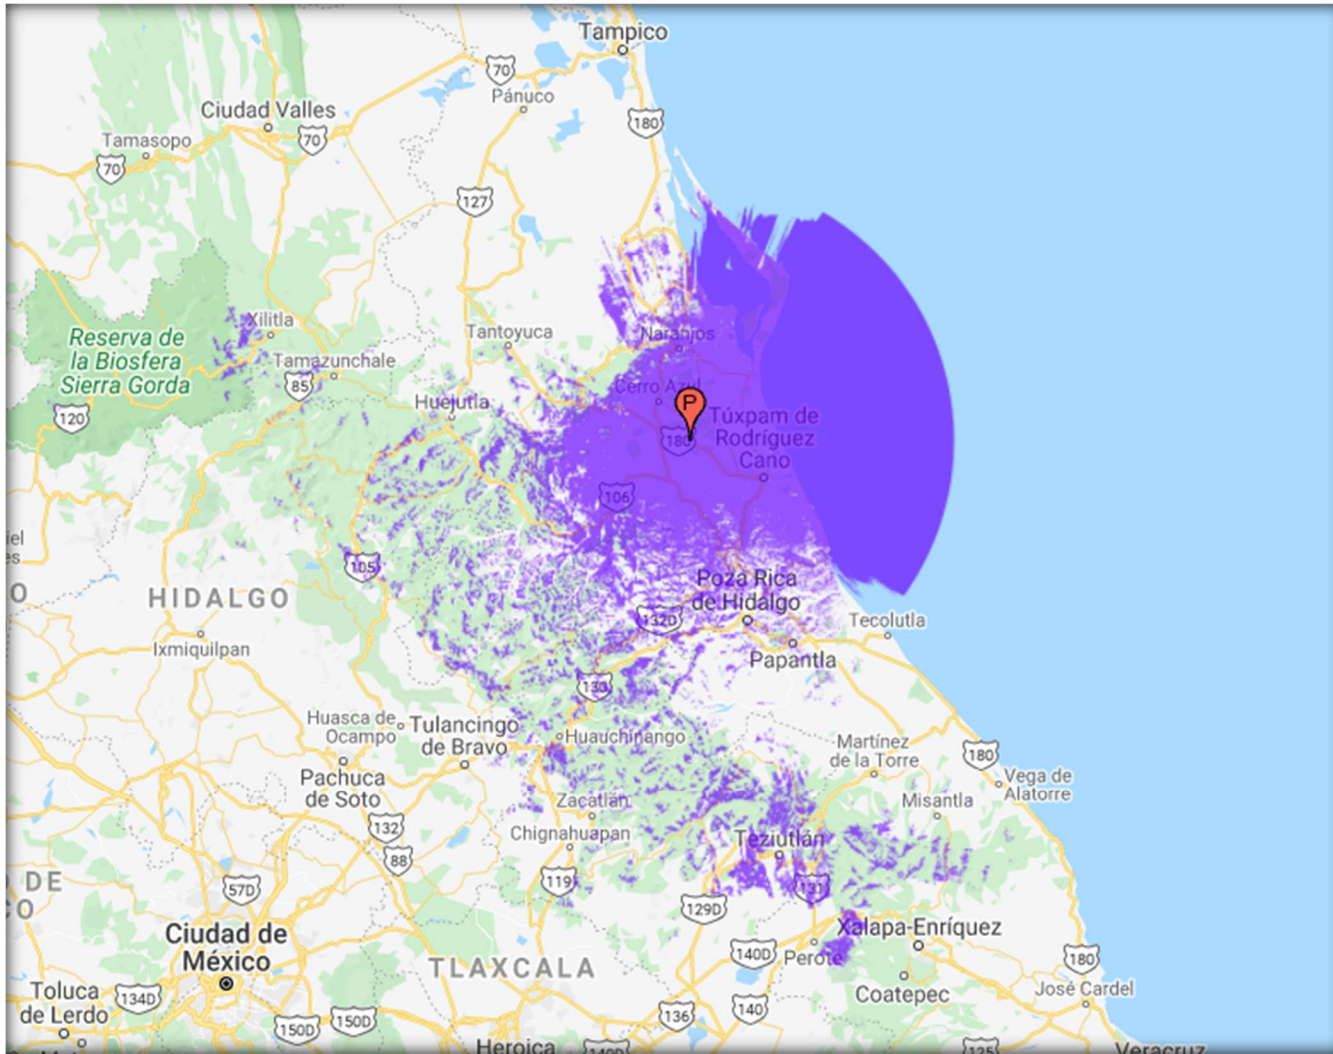 Tampico
70
Pánuco
Ciudad Valles
180
Tamasopo
70
70
127
Xilitla
Tantoyuca
Naranjos
Reserva de
la Biosfera
Sierra Gorda
Tamazunchale
85
Cerro Azul
Huejutla
P
120
Túxpam de
Rodríguez
Cano
180
106
105
Poza Rica
de Hidalgo
HIDALGO
132D
Tecolutla
Ixmiquilpan
Papantla
130
Huasca de
Ocampo
Tulancingo
de Bravo
Huauchinango
Martínez
de la Torre
180
Pachuca
de Soto
Vega de
Alatorre
Zacatlán
Misantla
132
Chignahuapan
Teziutlán
88
57D
119
131
DE
129D
Ciudad de
México
Xalapa-Enríquez
140D
Perote
180
TLAXCALA
Toluca
de Lerdo
134D
Coatepec
José Cardel
150D
150D
136
140
Heroica
140D
125
Veracruz